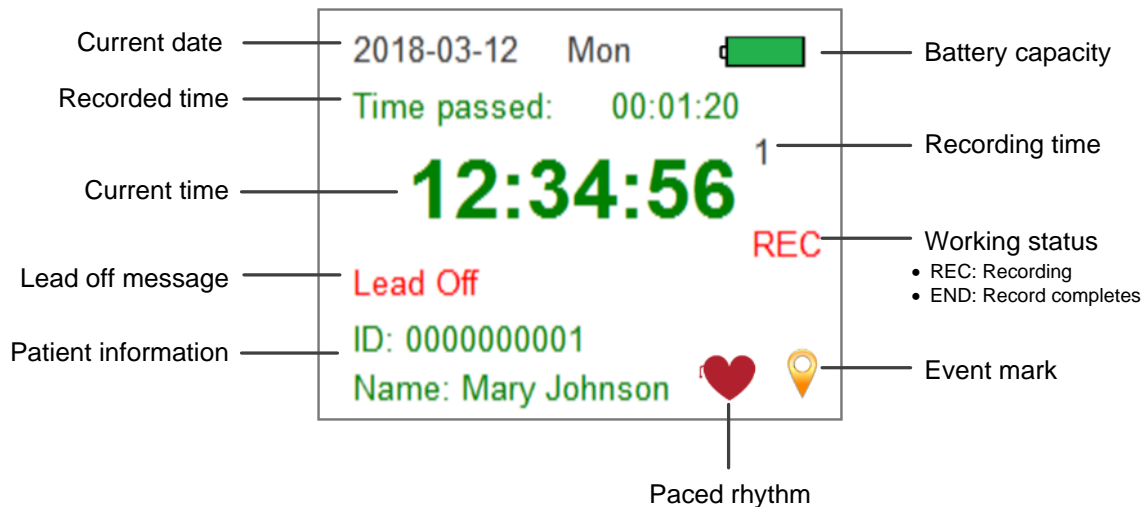 Current date
2018-03-12 Mon
Battery capacity
Recorded time
Time passed: 00:01:20
1
Recording time
Current time
12:34:56
REC
Working status
• REC: Recording
• END: Record completes
Lead off message
Lead Off
Patient information
ID: 0000000001
Name: Mary Johnson
Event mark
Paced rhythm